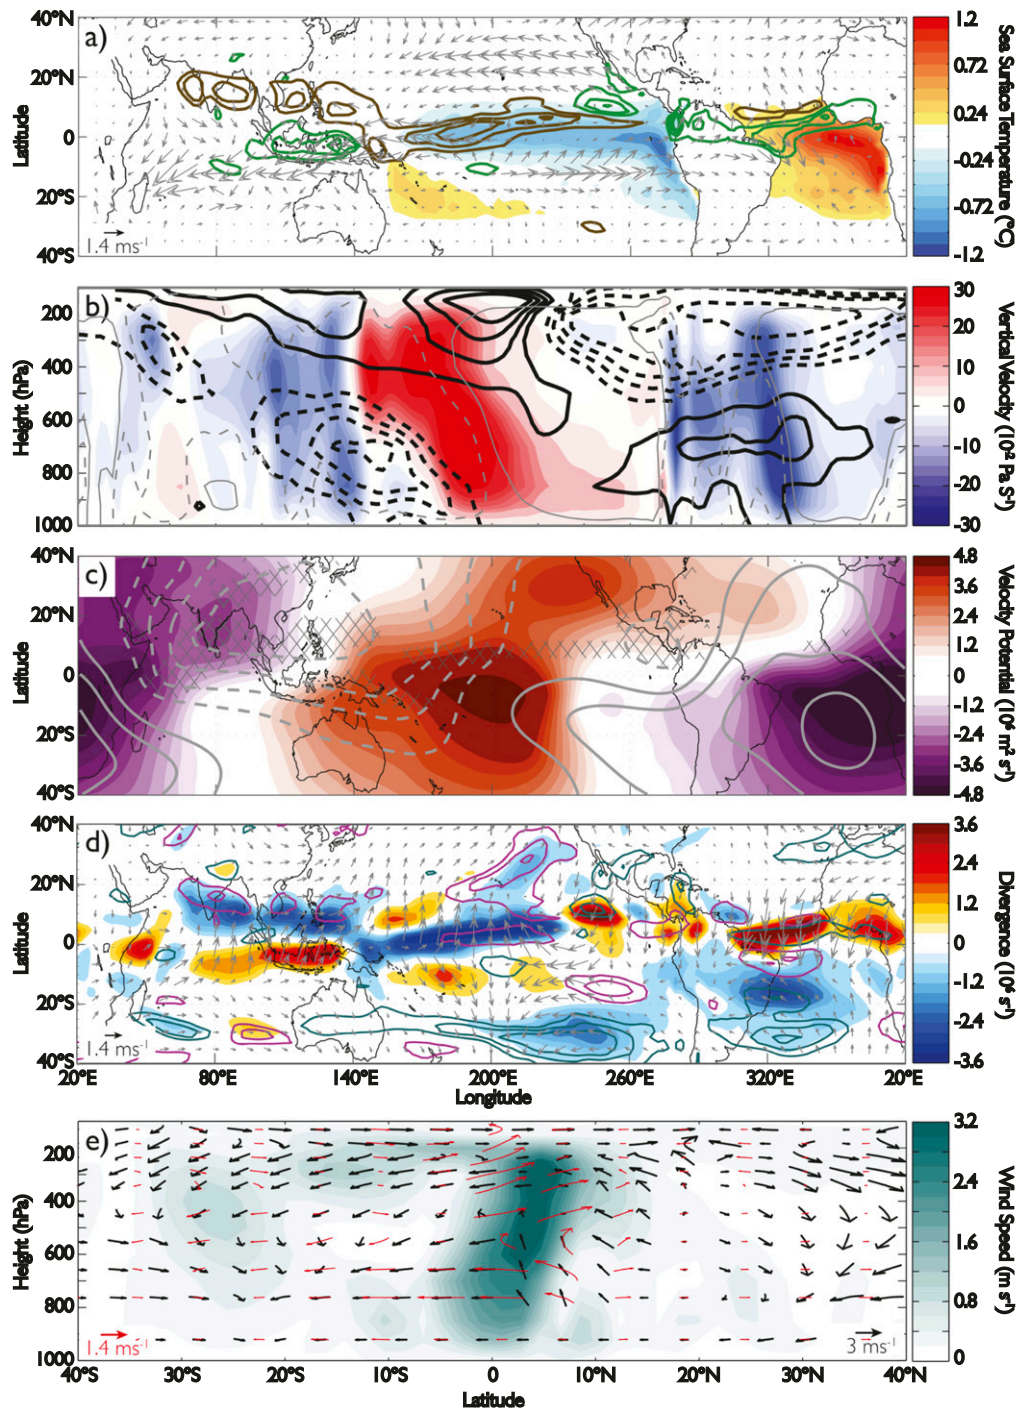 a)
40°N
20°N
0
20°S
40°S
Latitude
1.4 ms⁻¹
1.2
0.72
0.24
-0.24
-0.72
-1.2
Sea Surface Temperature (°C)
b)
200
400
600
800
1000
Height (hPa)
30
20
10
0
-10
-20
-30
Vertical Velocity (10⁻² Pa S⁻¹)
c)
40°N
20°N
0
20°S
40°S
Latitude
4.8
3.6
2.4
1.2
0
-1.2
-2.4
-3.6
-4.8
Velocity Potential (10⁶ m² s⁻¹)
d)
40°N
20°N
0
20°S
40°S
Latitude
1.4 ms⁻¹
20°E
80°E
140°E
200°E
260°E
320°E
20°E
Longitude
3.6
2.4
1.2
0
-1.2
-2.4
-3.6
Divergence (10⁶ s⁻¹)
e)
200
400
600
800
1000
Height (hPa)
1.4 ms⁻¹
3 ms⁻¹
40°S
30°S
20°S
10°S
0
10°N
20°N
30°N
40°N
Latitude
3.2
2.4
1.6
0.8
0
Wind Speed (m s⁻¹)